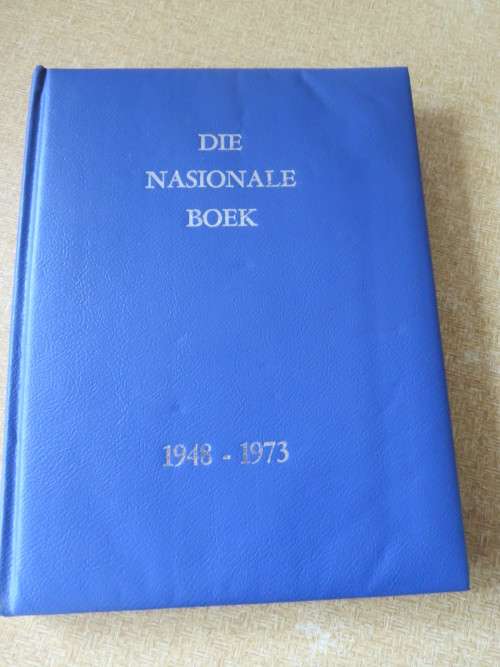 DIE
NASIONALE
BOEK
1948 - 1973